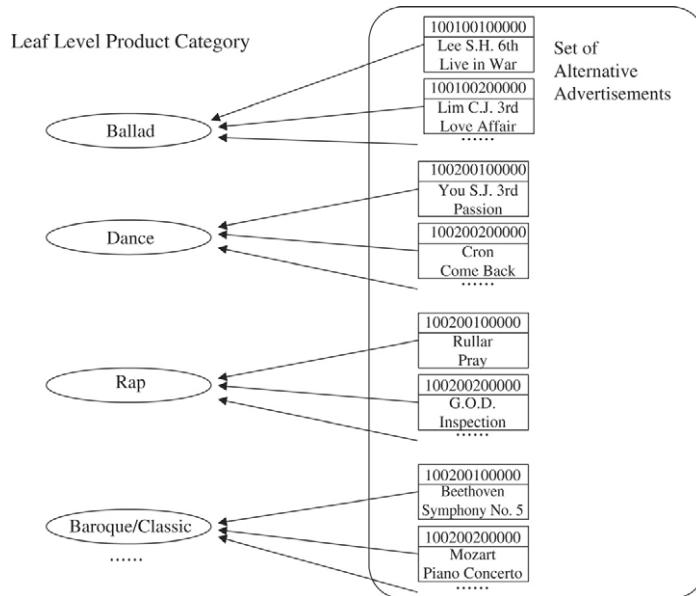 Leaf Level Product Category
Set of
Alternative
Advertisements
100100100000
Lee S.H. 6th
Live in War
100100200000
Lim C.J. 3rd
Love Affair
......
Ballad
100200100000
You S.J. 3rd
Passion
100200200000
Cron
Come Back
......
Dance
100200100000
Rullar
Pray
100200200000
G.O.D.
Inspection
......
Rap
100200100000
Beethoven
Symphony No. 5
100200200000
Mozart
Piano Concerto
......
Baroque/Classic
......